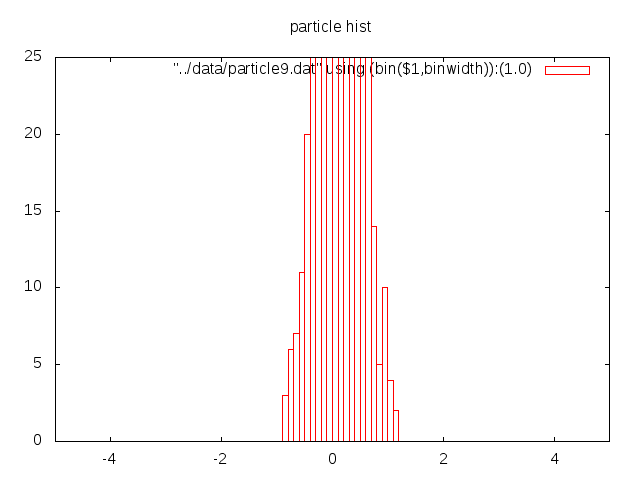 particle hist
"../data/particle9.dat" using (bin($1,binwidth)):(1.0)
25
20
15
10
5
0
-4 -2 0 2 4